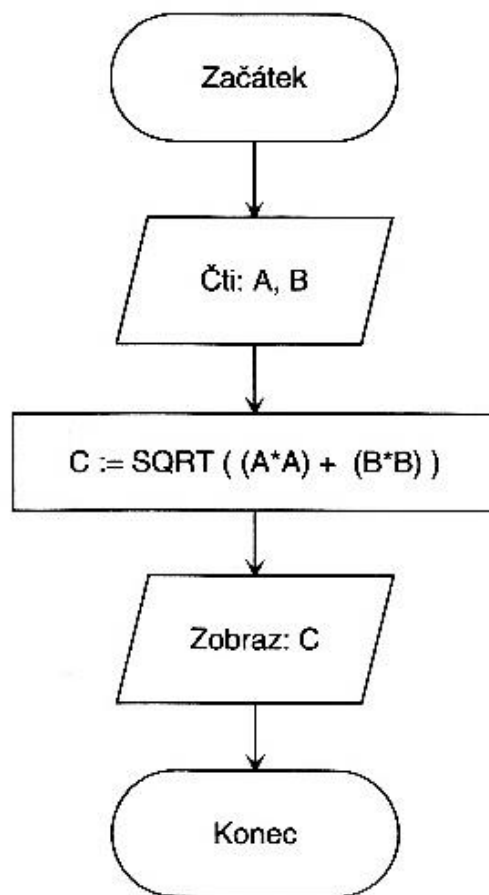 Začátek
Čti: A, B
C := SQRT ( (A*A) + (B*B) )
Zobraz: C
Konec